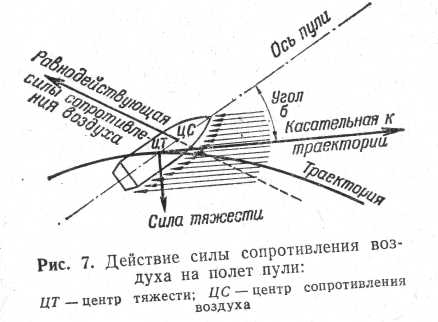 Ось пули
Равнодействующая
силы сопротивле-
ния воздуха
Угол
б
ЦС
ЦТ
Касательная к
траектории
Траектория
Сила тяжести
Рис. 7. Действие силы сопротивления воз-
духа на полет пули:
ЦТ — центр тяжести; ЦС — центр сопротивления
воздуха